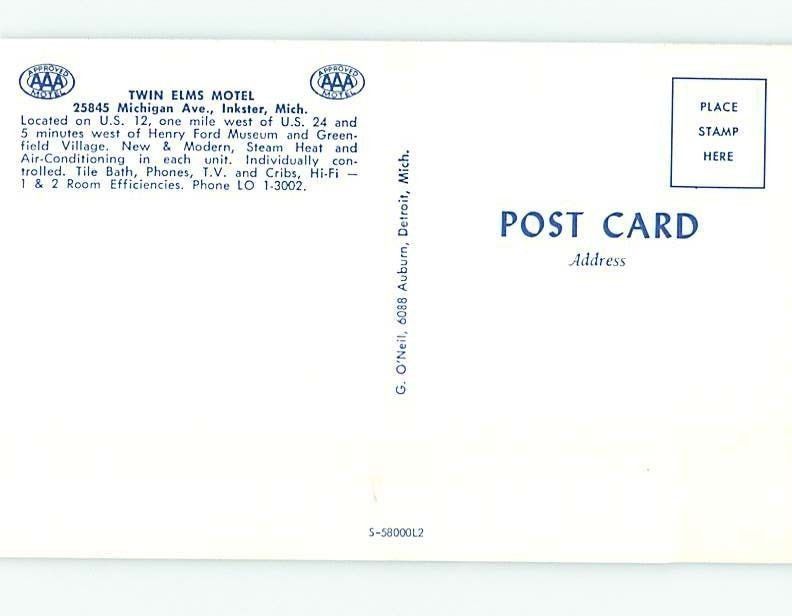 APPROVED
AAA
MOTEL
APPROVED
AAA
MOTEL
TWIN ELMS MOTEL
25845 Michigan Ave., Inkster, Mich.
Located on U.S. 12, one mile west of U.S. 24 and
5 minutes west of Henry Ford Museum and Green-
field Village. New & Modern, Steam Heat and
Air-Conditioning in each unit. Individually con-
trolled. Tile Bath, Phones, T.V. and Cribs, Hi-Fi —
1 & 2 Room Efficiencies. Phone LO 1-3002.
G. O'Neil, 6088 Auburn, Detroit, Mich.
S-58000L2
PLACE
STAMP
HERE
POST CARD
Address